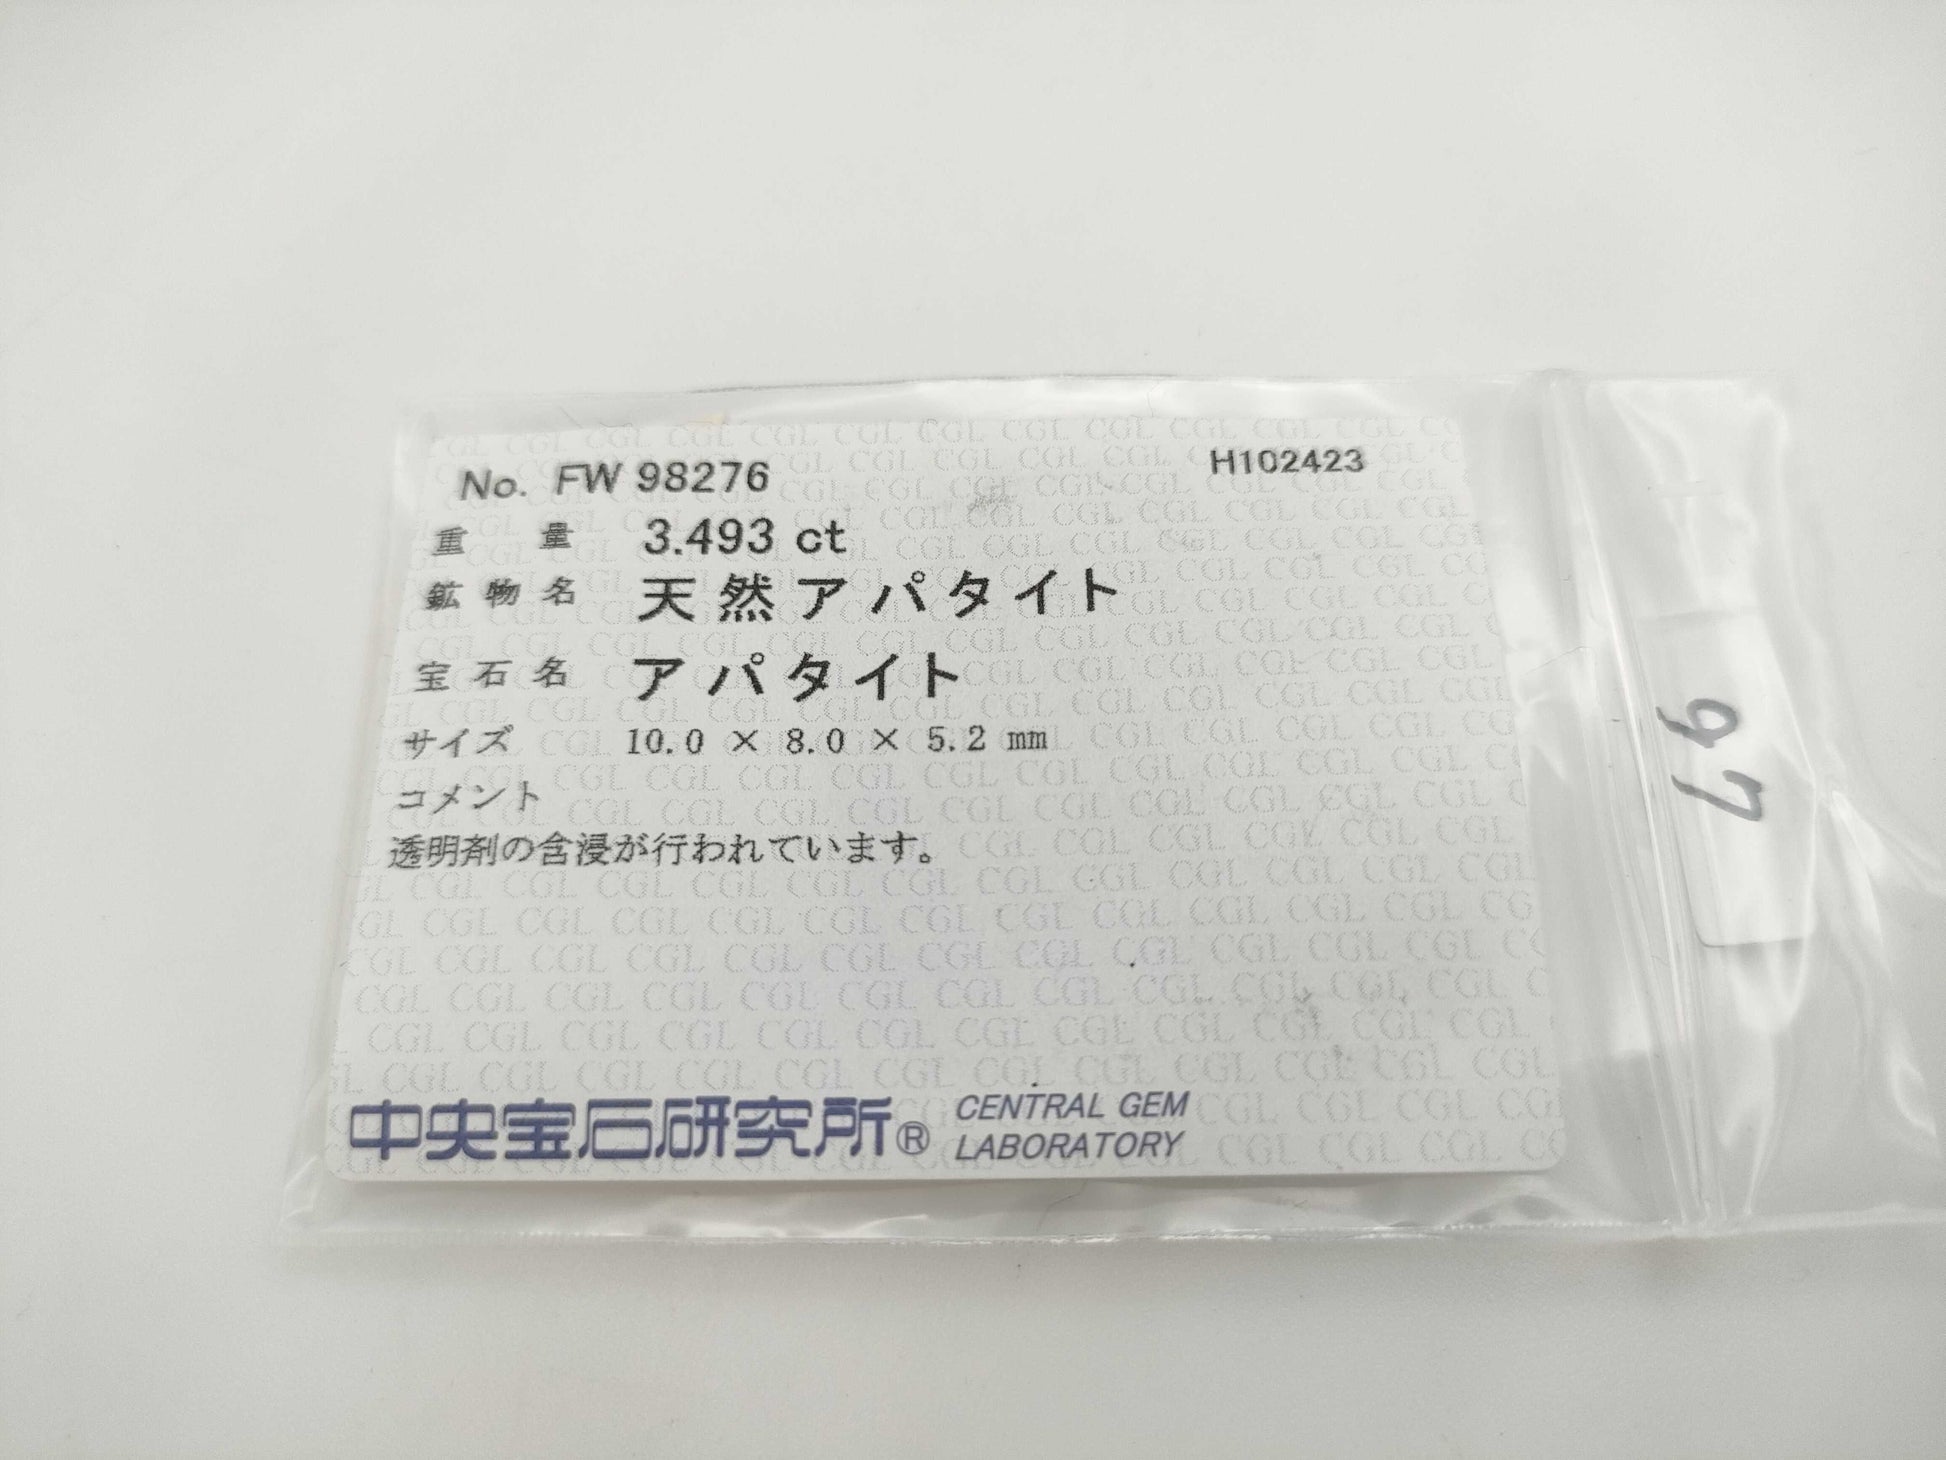 No. FW 98276 H102423
重量 3.493 ct
鉱物名 天然アパタイト
宝石名 アパタイト
サイズ 10.0 × 8.0 × 5.2 mm
コメント
透明剤の含浸が行われています。
中央宝石研究所® CENTRAL GEM
LABORATORY
97